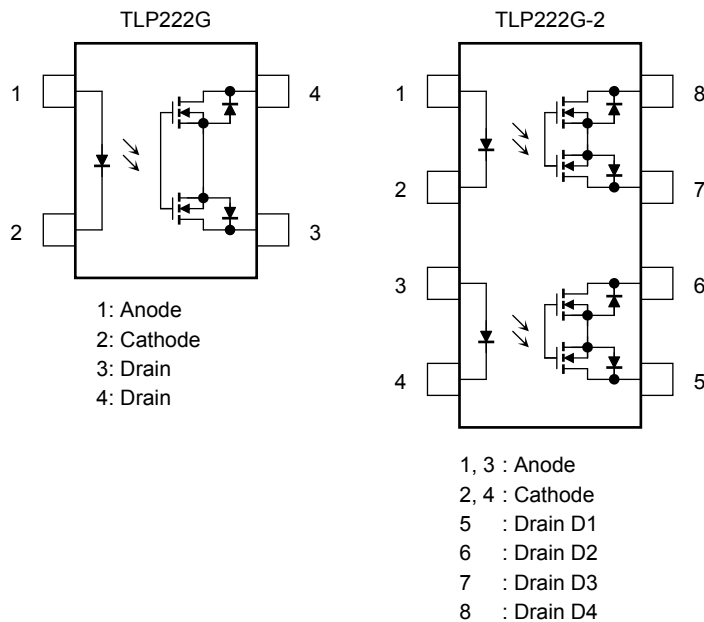 TLP222G
1
4
2
3
1: Anode
2: Cathode
3: Drain
4: Drain
TLP222G-2
1
8
2
7
3
6
4
5
1, 3 : Anode
2, 4 : Cathode
5 : Drain D1
6 : Drain D2
7 : Drain D3
8 : Drain D4